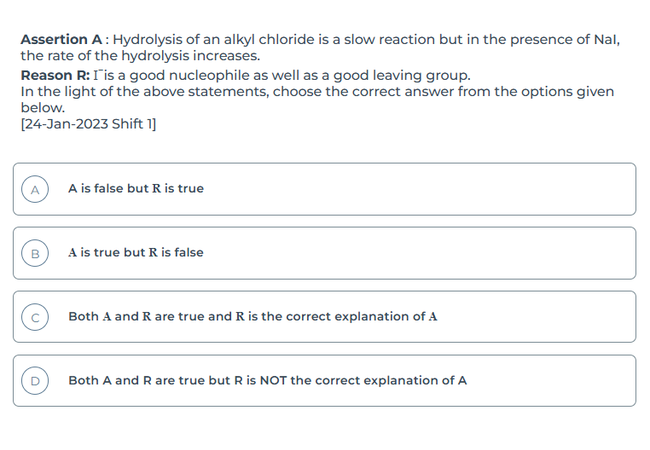 Assertion A : Hydrolysis of an alkyl chloride is a slow reaction but in the presence of NaI,
the rate of the hydrolysis increases.
Reason R: I⁻is a good nucleophile as well as a good leaving group.
In the light of the above statements, choose the correct answer from the options given
below.
[24-Jan-2023 Shift 1]
A A is false but R is true
B A is true but R is false
C Both A and R are true and R is the correct explanation of A
D Both A and R are true but R is NOT the correct explanation of A